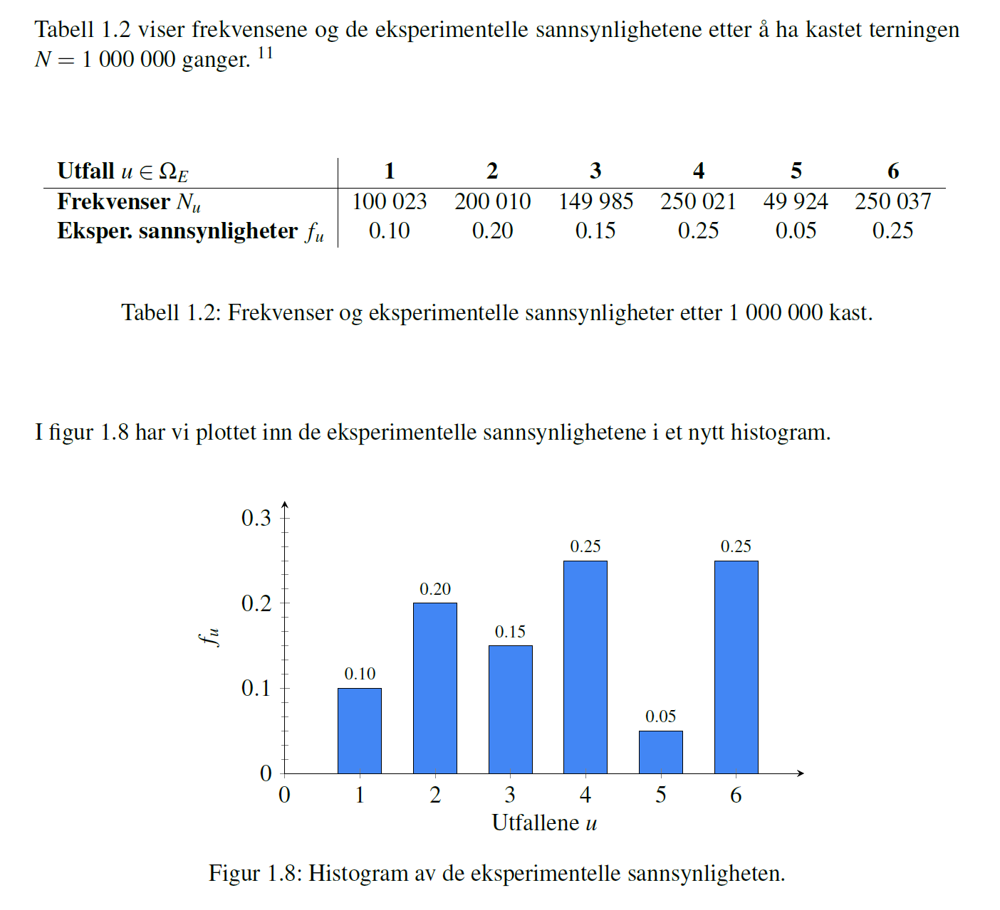 Tabell 1.2 viser frekvensene og de eksperimentelle sannsynlighetene etter å ha kastet terningen
N = 1 000 000 ganger. 11
Utfall u ∈ Ω_E 1 2 3 4 5 6
Frekvenser N_u 100 023 200 010 149 985 250 021 49 924 250 037
Eksper. sannsynligheter f_u 0.10 0.20 0.15 0.25 0.05 0.25
Tabell 1.2: Frekvenser og eksperimentelle sannsynligheter etter 1 000 000 kast.
I figur 1.8 har vi plottet inn de eksperimentelle sannsynlighetene i et nytt histogram.
0.3
0.25 0.25
0.20
0.2
0.15
f_u
0.10
0.1
0.05
0
0 1 2 3 4 5 6
Utfallene u
Figur 1.8: Histogram av de eksperimentelle sannsynligheten.